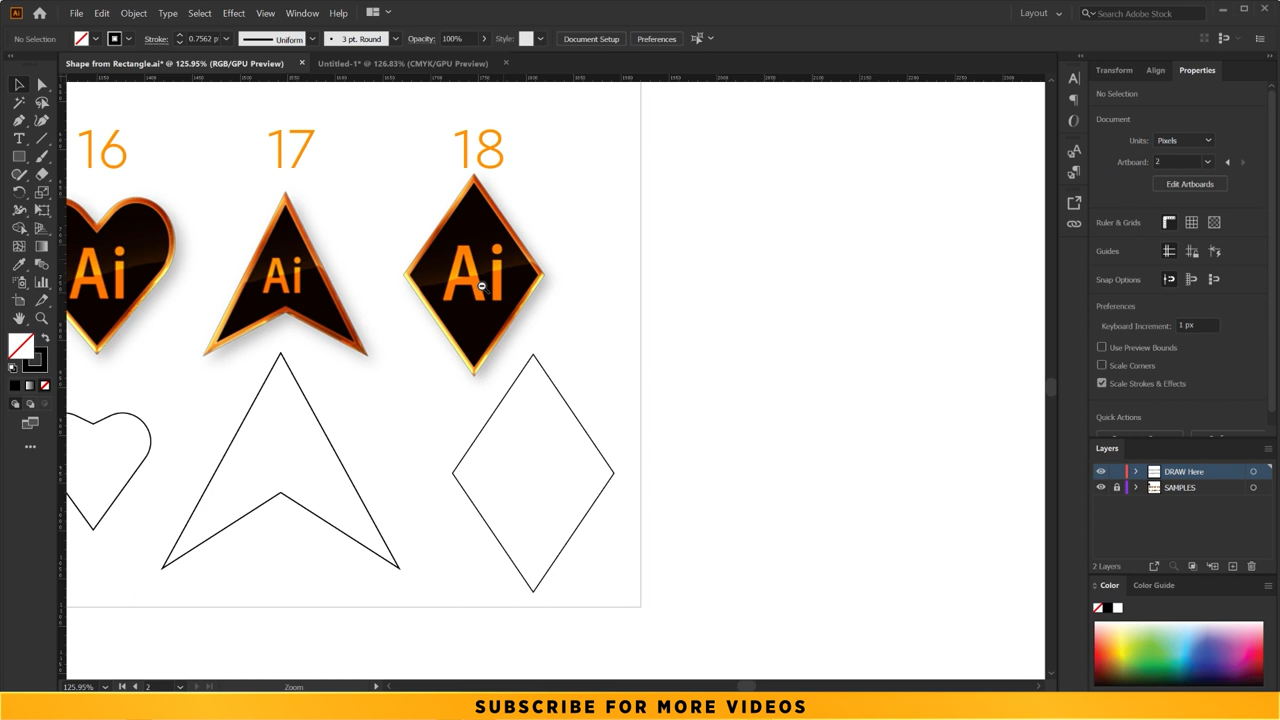 Ai
File Edit Object Type Select Effect View Window Help
Layout
Search Adobe Stock
No Selection
Stroke:
0.7562 p
Uniform
3 pt. Round
Opacity:
100%
Style:
Document Setup
Preferences
Shape from Rectangle.ai* @ 125.95% (RGB/GPU Preview)
Untitled-1* @ 126.83% (CMYK/GPU Preview)
Transform
Align
Properties
No Selection
Document
Units:
Pixels
Artboard:
2
Edit Artboards
Ruler & Grids
Guides
Snap Options
Preferences
Keyboard Increment:
1 px
Use Preview Bounds
Scale Corners
Scale Strokes & Effects
Quick Actions
Layers
DRAW Here
SAMPLES
2 Layers
Color
Color Guide
16
17
18
Ai
Ai
Ai
125.95%
2
Zoom
SUBSCRIBE FOR MORE VIDEOS